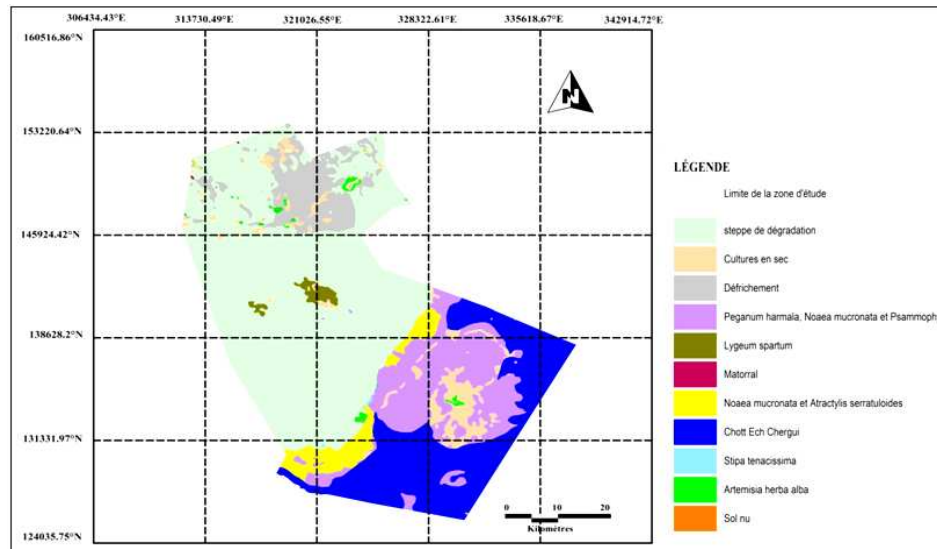 306434.43°E 313730.49°E 321026.55°E 328322.61°E 335618.67°E 342914.72°E
160516.86°N
153220.64°N
145924.42°N
138628.2°N
131331.97°N
124035.75°N
N
LÉGENDE
Limite de la zone d'étude
steppe de dégradation
Cultures en sec
Défrichement
Peganum harmala, Noaea mucronata et Psammoph
Lygeum spartum
Matorral
Noaea mucronata et Atractylis serratuloides
Chott Ech Chergui
Stipa tenacissima
Artemisia herba alba
Sol nu
0 10 20
Kilomètres